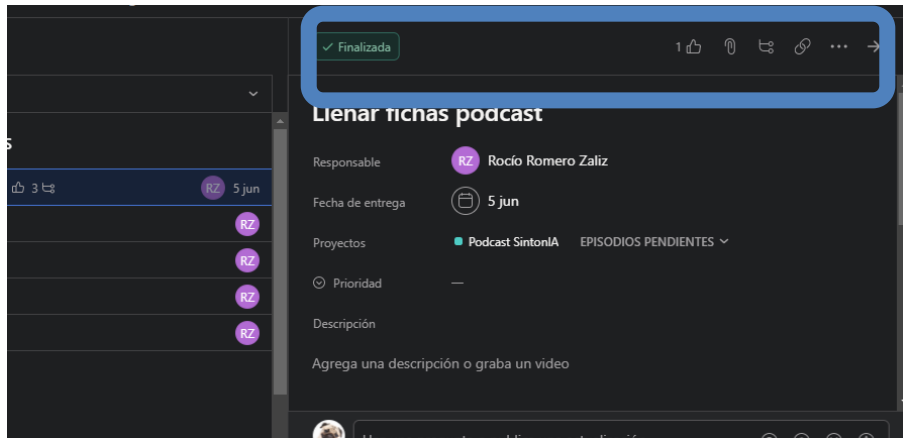 ✓ Finalizada
1
Llenar fichas podcast
s
Responsable
RZ Rocío Romero Zaliz
3
RZ 5 jun
Fecha de entrega
5 jun
RZ
Proyectos
Podcast SintonIA EPISODIOS PENDIENTES
RZ
Prioridad —
RZ
Descripción
RZ
Agrega una descripción o graba un video